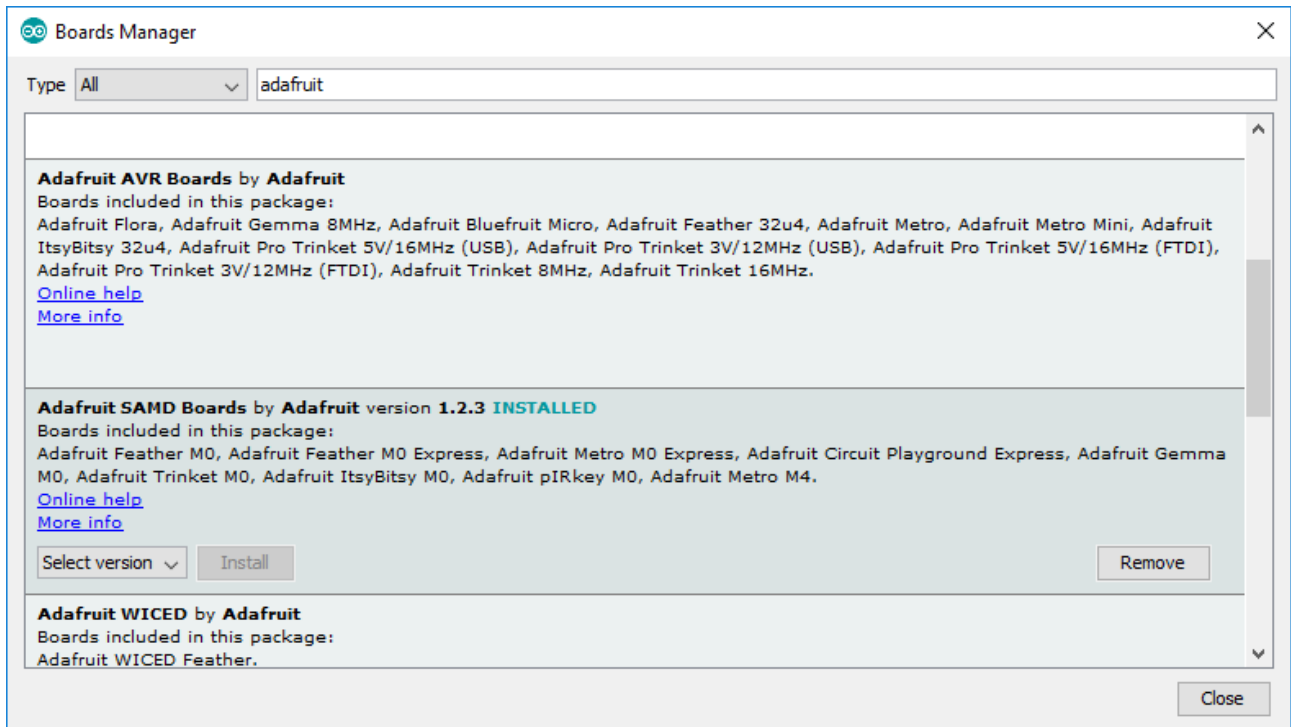 Boards Manager
Type All adafruit
Adafruit AVR Boards by Adafruit
Boards included in this package:
Adafruit Flora, Adafruit Gemma 8MHz, Adafruit Bluefruit Micro, Adafruit Feather 32u4, Adafruit Metro, Adafruit Metro Mini, Adafruit
ItsyBitsy 32u4, Adafruit Pro Trinket 5V/16MHz (USB), Adafruit Pro Trinket 3V/12MHz (USB), Adafruit Pro Trinket 5V/16MHz (FTDI),
Adafruit Pro Trinket 3V/12MHz (FTDI), Adafruit Trinket 8MHz, Adafruit Trinket 16MHz.
Online help
More info
Adafruit SAMD Boards by Adafruit version 1.2.3 INSTALLED
Boards included in this package:
Adafruit Feather M0, Adafruit Feather M0 Express, Adafruit Metro M0 Express, Adafruit Circuit Playground Express, Adafruit Gemma
M0, Adafruit Trinket M0, Adafruit ItsyBitsy M0, Adafruit pIRkey M0, Adafruit Metro M4.
Online help
More info
Select version Install Remove
Adafruit WICED by Adafruit
Boards included in this package:
Adafruit WICED Feather.
Close